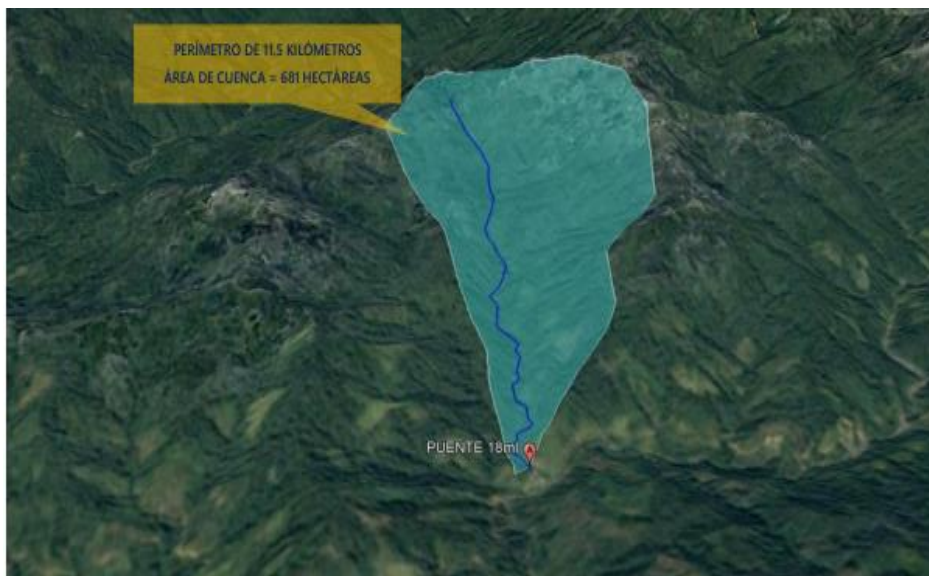 PERÍMETRO DE 11.5 KILÓMETROS
ÁREA DE CUENCA = 681 HECTÁREAS
PUENTE 18ml
A